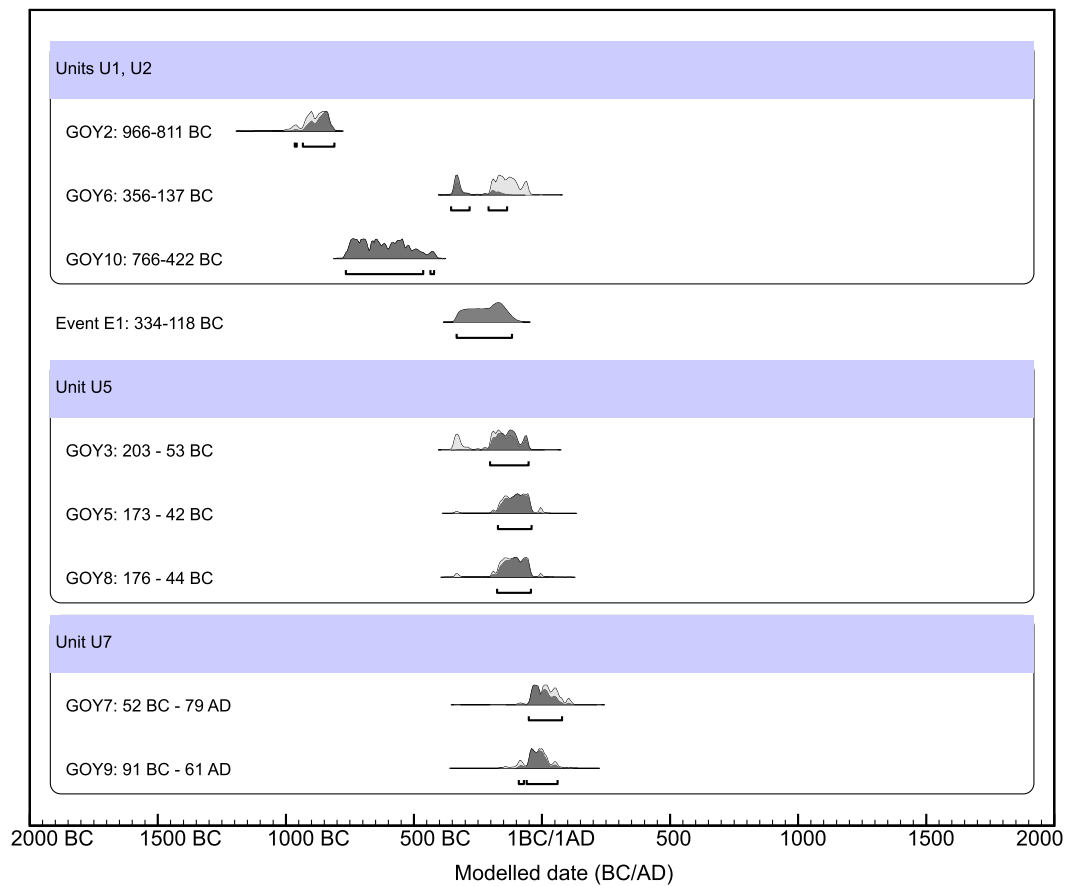 Units U1, U2
GOY2: 966-811 BC
GOY6: 356-137 BC
GOY10: 766-422 BC
Event E1: 334-118 BC
Unit U5
GOY3: 203 - 53 BC
GOY5: 173 - 42 BC
GOY8: 176 - 44 BC
Unit U7
GOY7: 52 BC - 79 AD
GOY9: 91 BC - 61 AD
2000 BC 1500 BC 1000 BC 500 BC 1BC/1AD 500 1000 1500 2000
Modelled date (BC/AD)